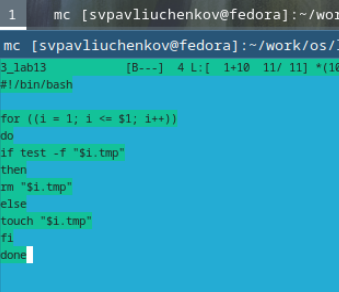 1 mc [svpavliuchenkov@fedora]:~/wor
mc [svpavliuchenkov@fedora]:~/work/os/
3_lab13 [B---] 4 L:[ 1+10 11/ 11] *(10
#!/bin/bash
for ((i = 1; i <= $1; i++))
do
if test -f "$i.tmp"
then
rm "$i.tmp"
else
touch "$i.tmp"
fi
done